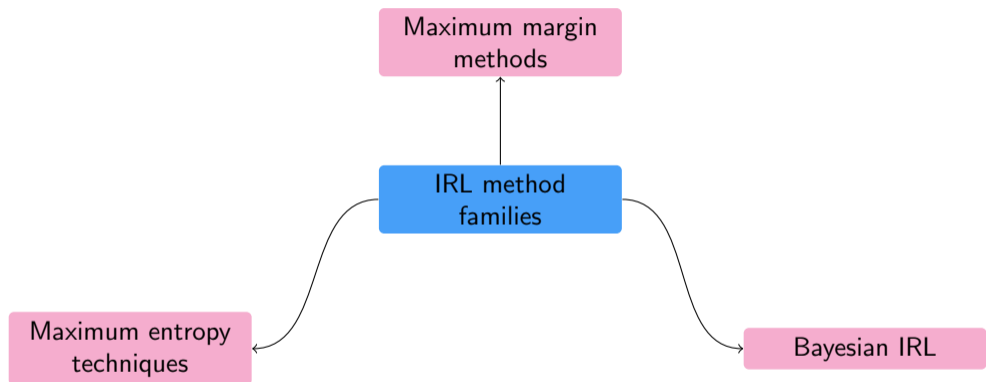 Maximum margin
methods
IRL method
families
Maximum entropy
techniques
Bayesian IRL